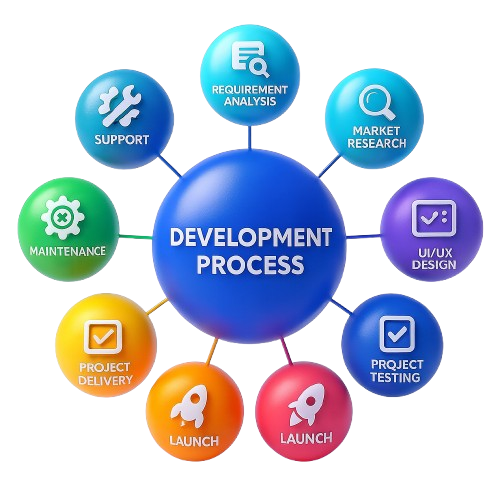 REQUIREMENT
ANALYSIS
MARKET
RESEARCH
UI/UX
DESIGN
PROJECT
TESTING
LAUNCH
LAUNCH
PROJECT
DELIVERY
MAINTENANCE
SUPPORT
DEVELOPMENT
PROCESS